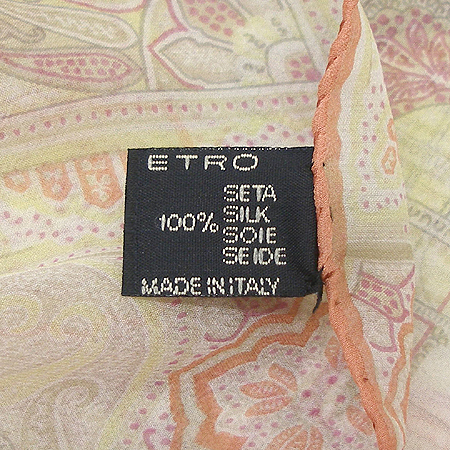 ETRO
SETA
100% SILK
SOIE
SEIDE
MADE IN ITALY